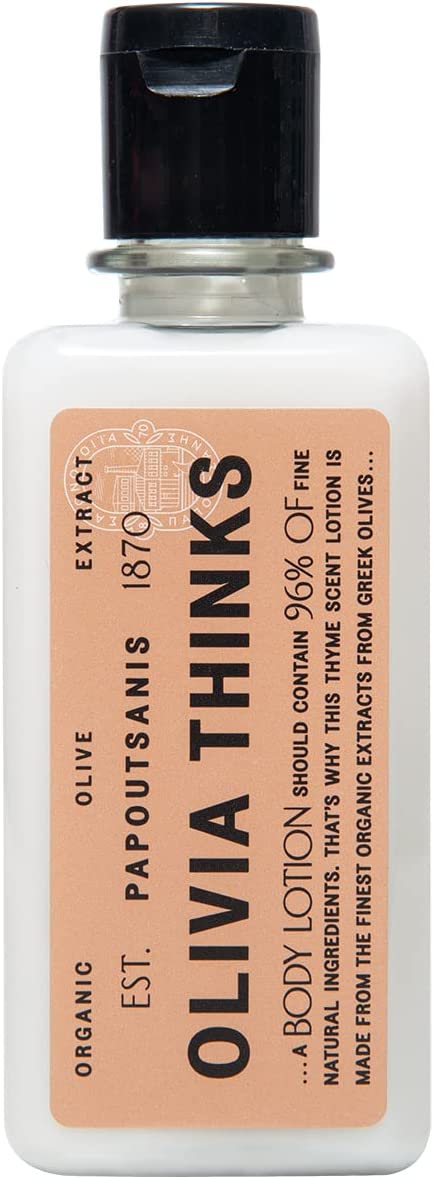 ORGANIC OLIVE EXTRACT
EST. PAPOUTSANIS 1870
OLIVIA THINKS
...A BODY LOTION SHOULD CONTAIN 96% OF FINE
NATURAL INGREDIENTS. THAT'S WHY THIS THYME SCENT LOTION IS
MADE FROM THE FINEST ORGANIC EXTRACTS FROM GREEK OLIVES...